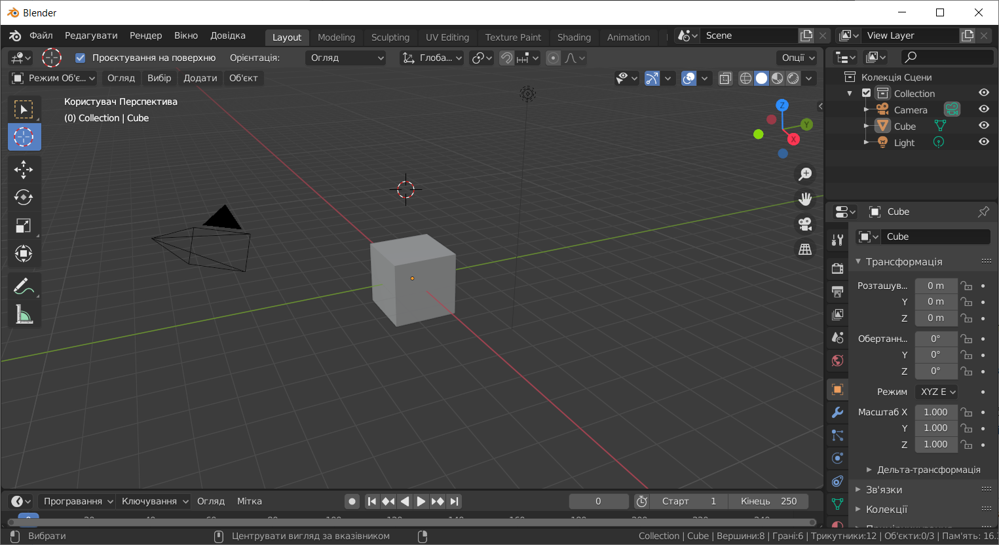 Blender
Файл Редагувати Рендер Вікно Довідка Layout Modeling Sculpting UV Editing Texture Paint Shading Animation Scene View Layer
Проєктування на поверхню Орієнтація: Огляд Глоба... Опції
Режим Об'є... Огляд Вибір Додати Об'єкт
Користувач Перспектива
(0) Collection | Cube
Z
Y
X
Колекція Сцени
Collection
Camera
Cube
Light
Cube
Cube
Трансформація
Розташув... 0 m
Y 0 m
Z 0 m
Обертанн... 0°
Y 0°
Z 0°
Режим XYZ E
Масштаб X 1.000
Y 1.000
Z 1.000
Дельта-трансформація
Зв'язки
Колекції
Програвання Ключування Огляд Мітка 0 Старт 1 Кінець 250
Вибрати Центрувати вигляд за вказівником Collection | Cube | Вершини:8 | Грані:6 | Трикутники:12 | Об'єкти:0/3 | Пам'ять: 16.